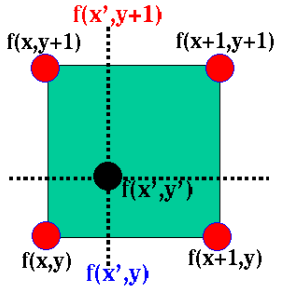 f(x',y+1)
f(x,y+1) f(x+1,y+1)
f(x',y')
f(x,y) f(x+1,y)
f(x',y)